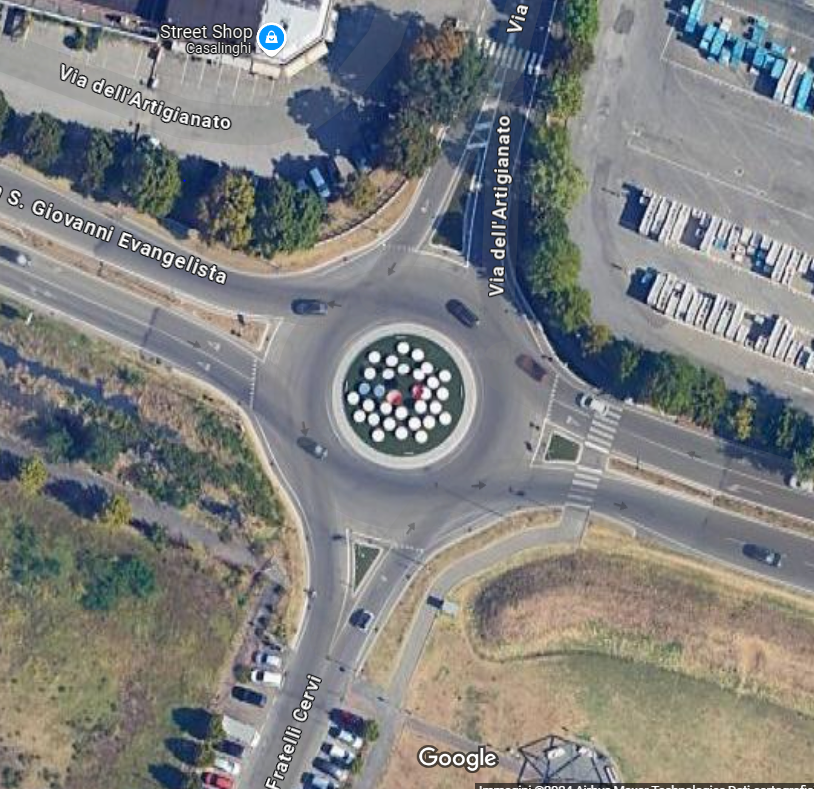 Via
Street Shop
Casalinghi
Via dell'Artigianato
Via dell'Artigianato
S. Giovanni Evangelista
Fratelli Cervi
Google